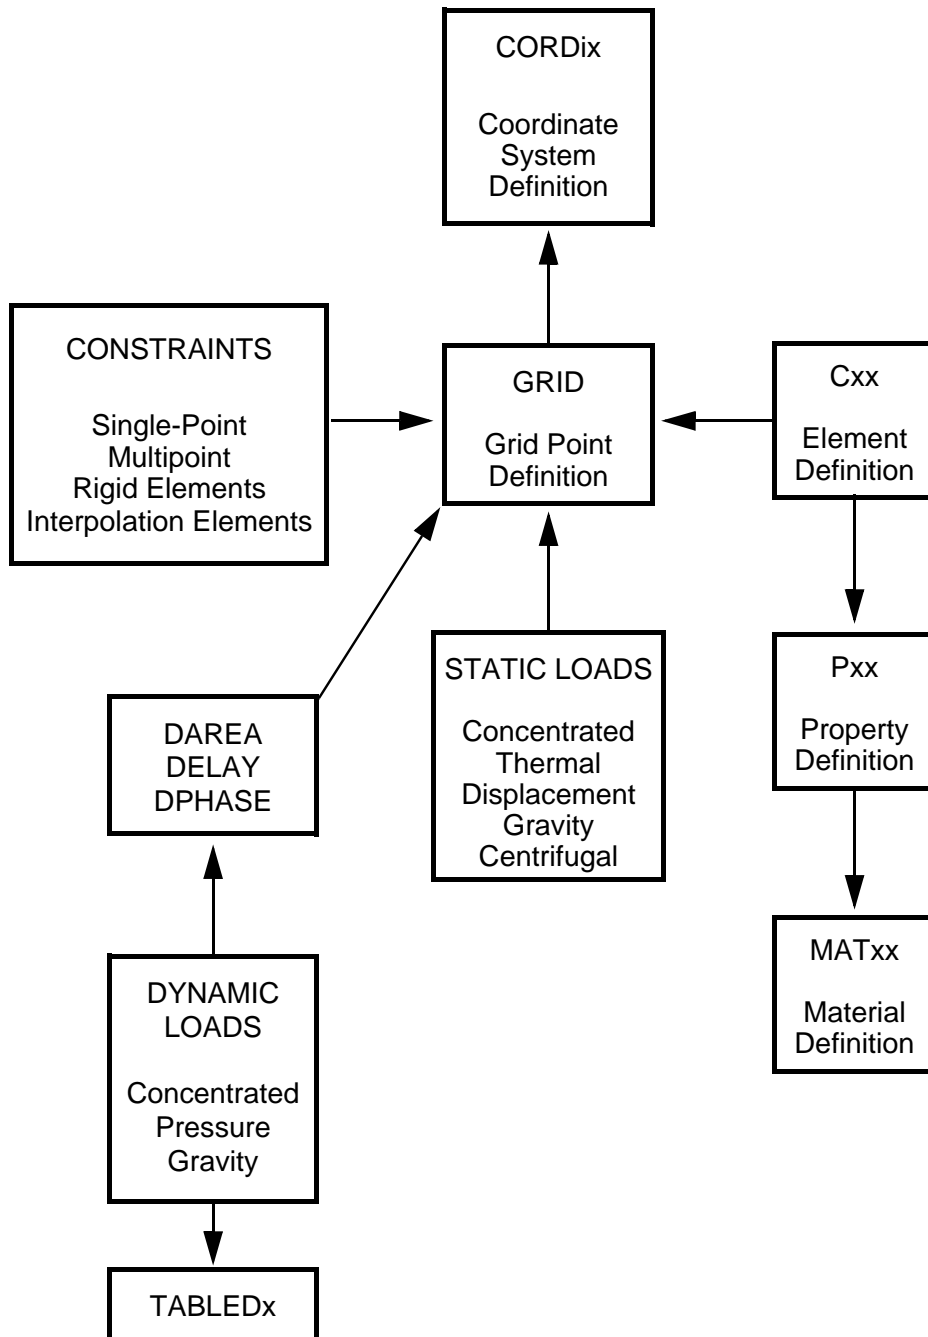 CORDix
Coordinate
System
Definition
CONSTRAINTS
Single-Point
Multipoint
Rigid Elements
Interpolation Elements
GRID
Grid Point
Definition
Cxx
Element
Definition
STATIC LOADS
Concentrated
Thermal
Displacement
Gravity
Centrifugal
Pxx
Property
Definition
DAREA
DELAY
DPHASE
MATxx
Material
Definition
DYNAMIC
LOADS
Concentrated
Pressure
Gravity
TABLEDx